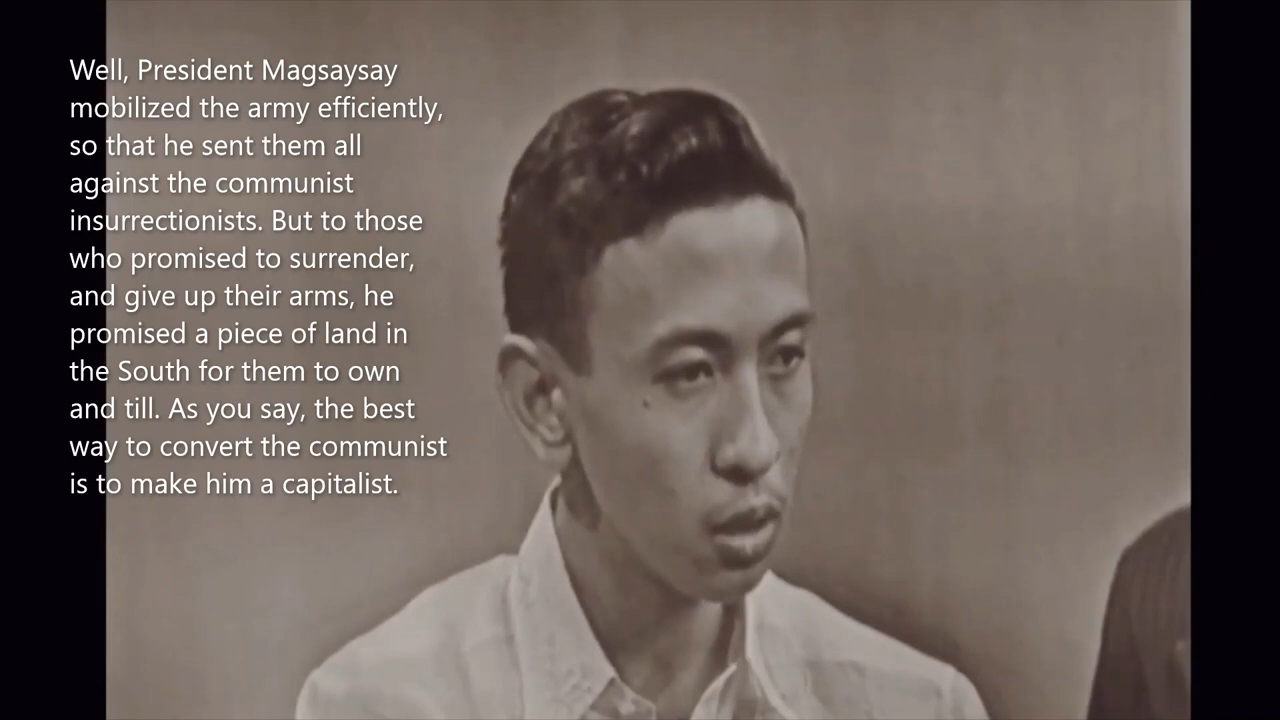 Well, President Magsaysay
mobilized the army efficiently,
so that he sent them all
against the communist
insurrectionists. But to those
who promised to surrender,
and give up their arms, he
promised a piece of land in
the South for them to own
and till. As you say, the best
way to convert the communist
is to make him a capitalist.